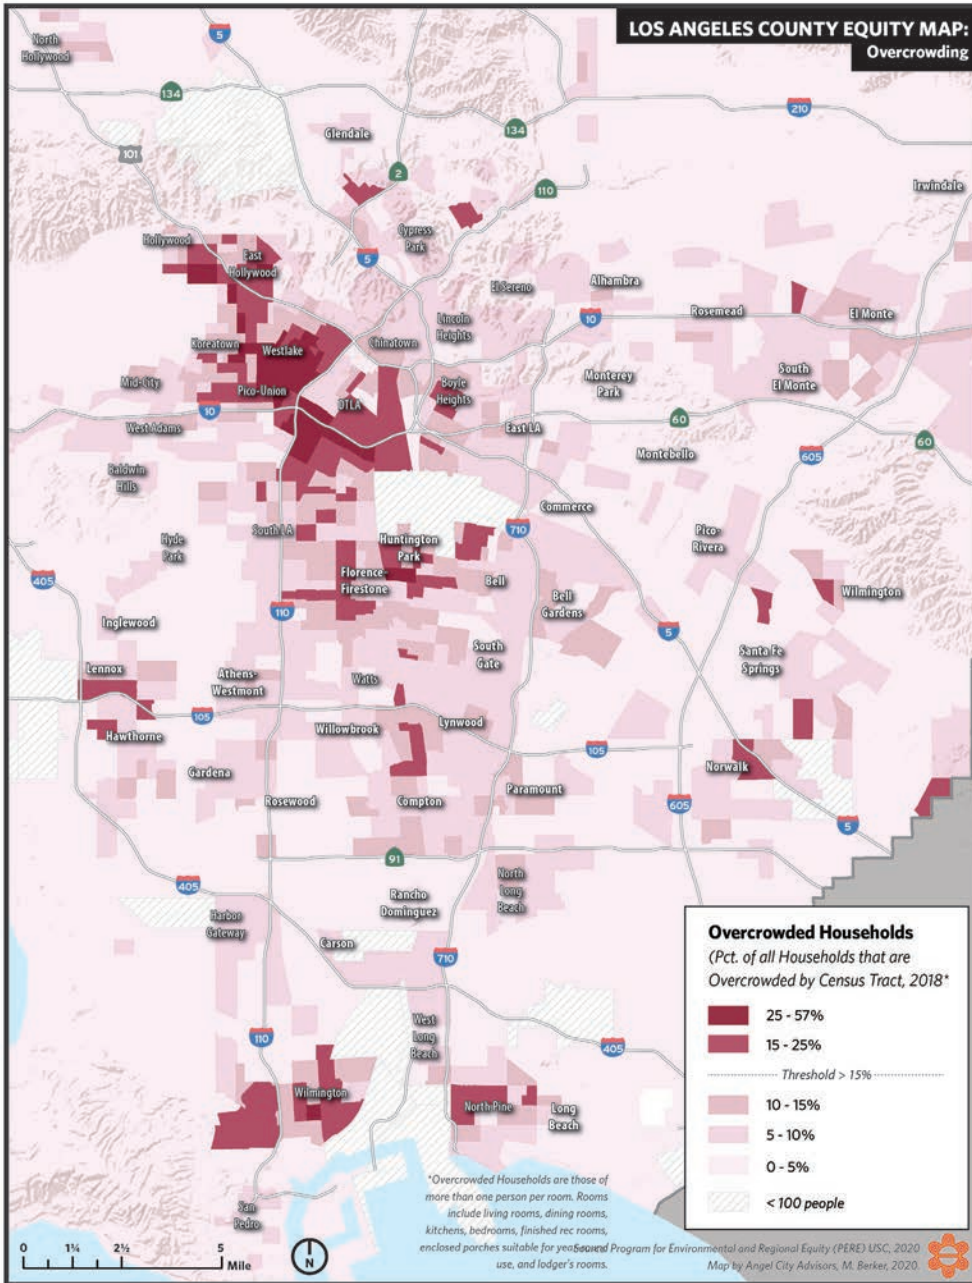 LOS ANGELES COUNTY EQUITY MAP:
Overcrowding
North
Hollywood
5
134
101
Glendale
2
134
210
110
Irwindale
Hollywood
East
Hollywood
Cypress
Park
5
El Sereno
Alhambra
10
Rosemead
El Monte
Koreatown
Westlake
Chinatown
Lincoln
Heights
Mid-City
Pico-Union
DTLA
Boyle
Heights
Monterey
Park
South
El Monte
10
West Adams
East LA
60
60
Montebello
605
Baldwin
Hills
Hyde
Park
South LA
Huntington
Park
710
Commerce
Pico-
Rivera
405
Florence-
Firestone
Bell
Bell
Gardens
Wilmington
110
Inglewood
5
Lennox
Athens-
Westmont
Watts
South
Gate
Santa Fe
Springs
105
Hawthorne
Willowbrook
Lynwood
105
Norwalk
Gardena
Rosewood
Compton
Paramount
605
5
91
405
Rancho
Dominguez
North
Long
Beach
Harbor
Gateway
Carson
710
110
West
Long
Beach
405
Wilmington
North Pine
Long
Beach
San
Pedro
Overcrowded Households
(Pct. of all Households that are
Overcrowded by Census Tract, 2018*
25 - 57%
15 - 25%
Threshold > 15%
10 - 15%
5 - 10%
0 - 5%
< 100 people
*Overcrowded Households are those of
more than one person per room. Rooms
include living rooms, dining rooms,
kitchens, bedrooms, finished rec rooms,
enclosed porches suitable for year-round
use, and lodger's rooms.
Source: Program for Environmental and Regional Equity (PERE) USC, 2020
Map by Angel City Advisors, M. Berker, 2020.
0 1¼ 2½ 5
Mile
N